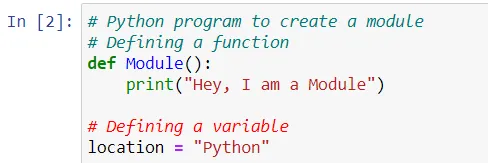 In [2]: # Python program to create a module
# Defining a function
def Module():
    print("Hey, I am a Module")
# Defining a variable
location = "Python"